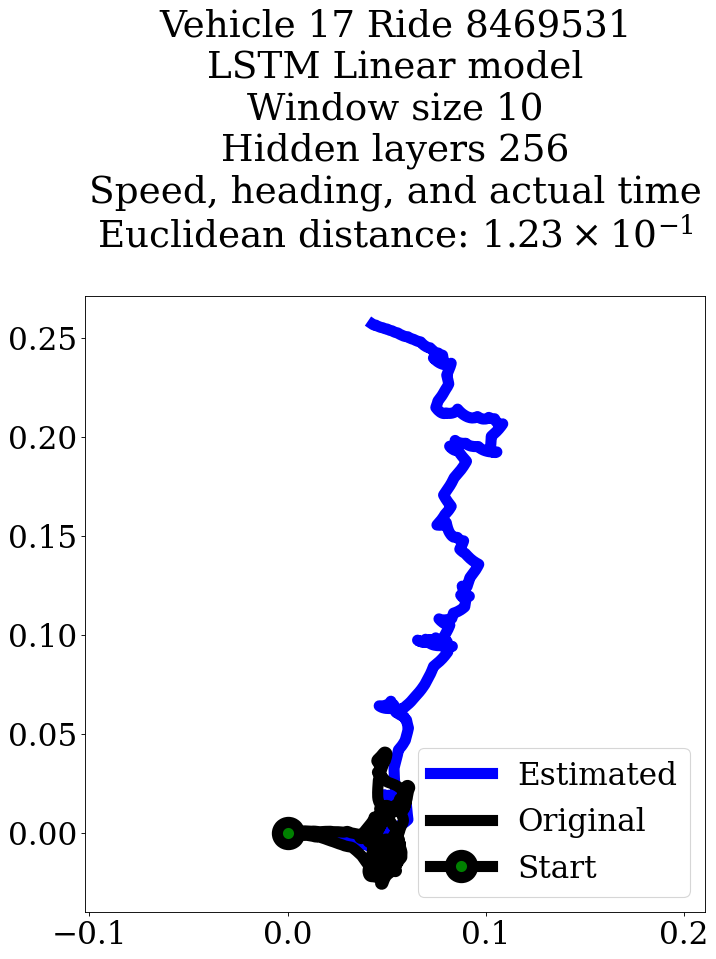 Vehicle 17 Ride 8469531
LSTM Linear model
Window size 10
Hidden layers 256
Speed, heading, and actual time
Euclidean distance: 1.23 × 10⁻¹
0.25
0.20
0.15
0.10
0.05
0.00
Estimated
Original
Start
−0.1
0.0
0.1
0.2